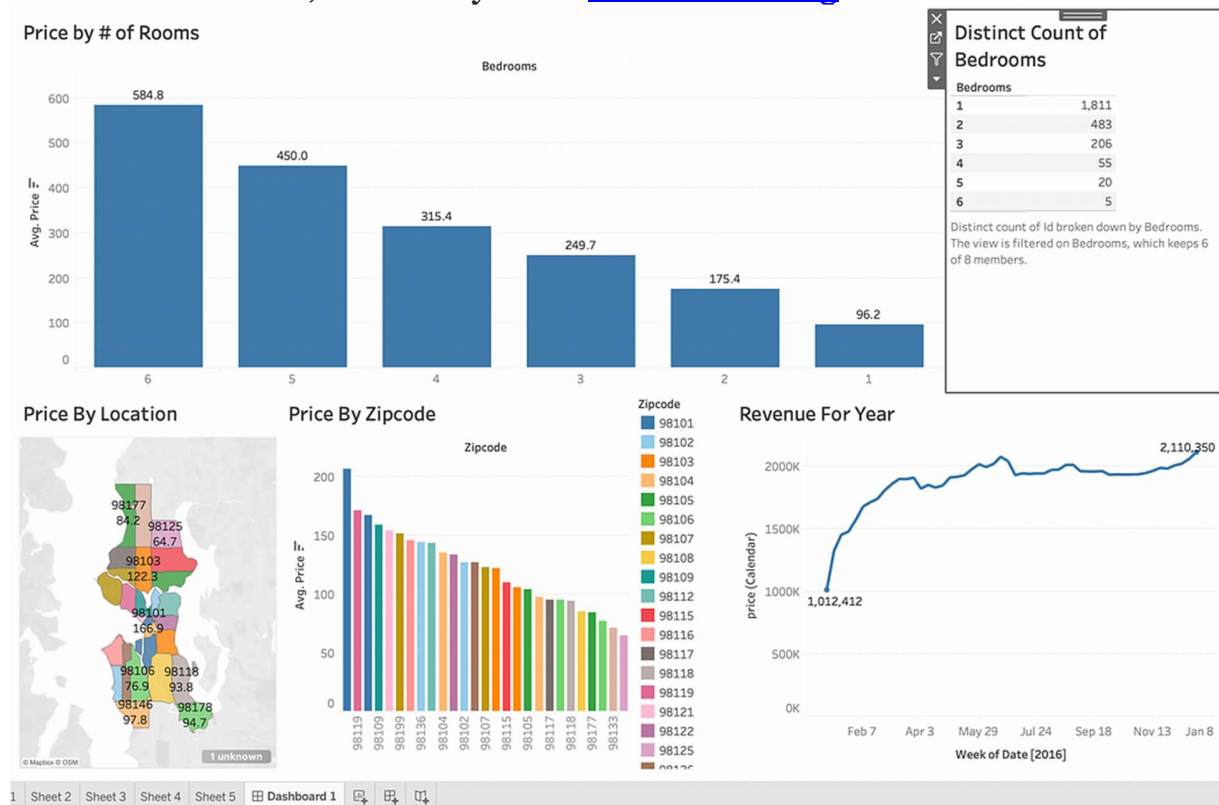 Price by # of Rooms
Bedrooms
Avg. Price
600
500
400
300
200
100
0
584.8
450.0
315.4
249.7
175.4
96.2
6
5
4
3
2
1
Distinct Count of
Bedrooms
Bedrooms
1 1,811
2 483
3 206
4 55
5 20
6 5
Distinct count of Id broken down by Bedrooms.
The view is filtered on Bedrooms, which keeps 6
of 8 members.
Price By Location
98177
84.2
98125
64.7
98103
122.3
98101
166.9
98106
76.9
98118
93.8
98146
97.8
98178
94.7
© Mapbox © OSM
1 unknown
Price By Zipcode
Zipcode
Avg. Price
200
150
100
50
0
98119
98109
98199
98136
98104
98102
98107
98115
98105
98117
98118
98177
98133
Zipcode
98101
98102
98103
98104
98105
98106
98107
98108
98109
98112
98115
98116
98117
98118
98119
98121
98122
98125
Revenue For Year
price (Calendar)
2000K
1500K
1000K
500K
0K
1,012,412
2,110,350
Feb 7
Apr 3
May 29
Jul 24
Sep 18
Nov 13
Jan 8
Week of Date [2016]
1
Sheet 2
Sheet 3
Sheet 4
Sheet 5
Dashboard 1